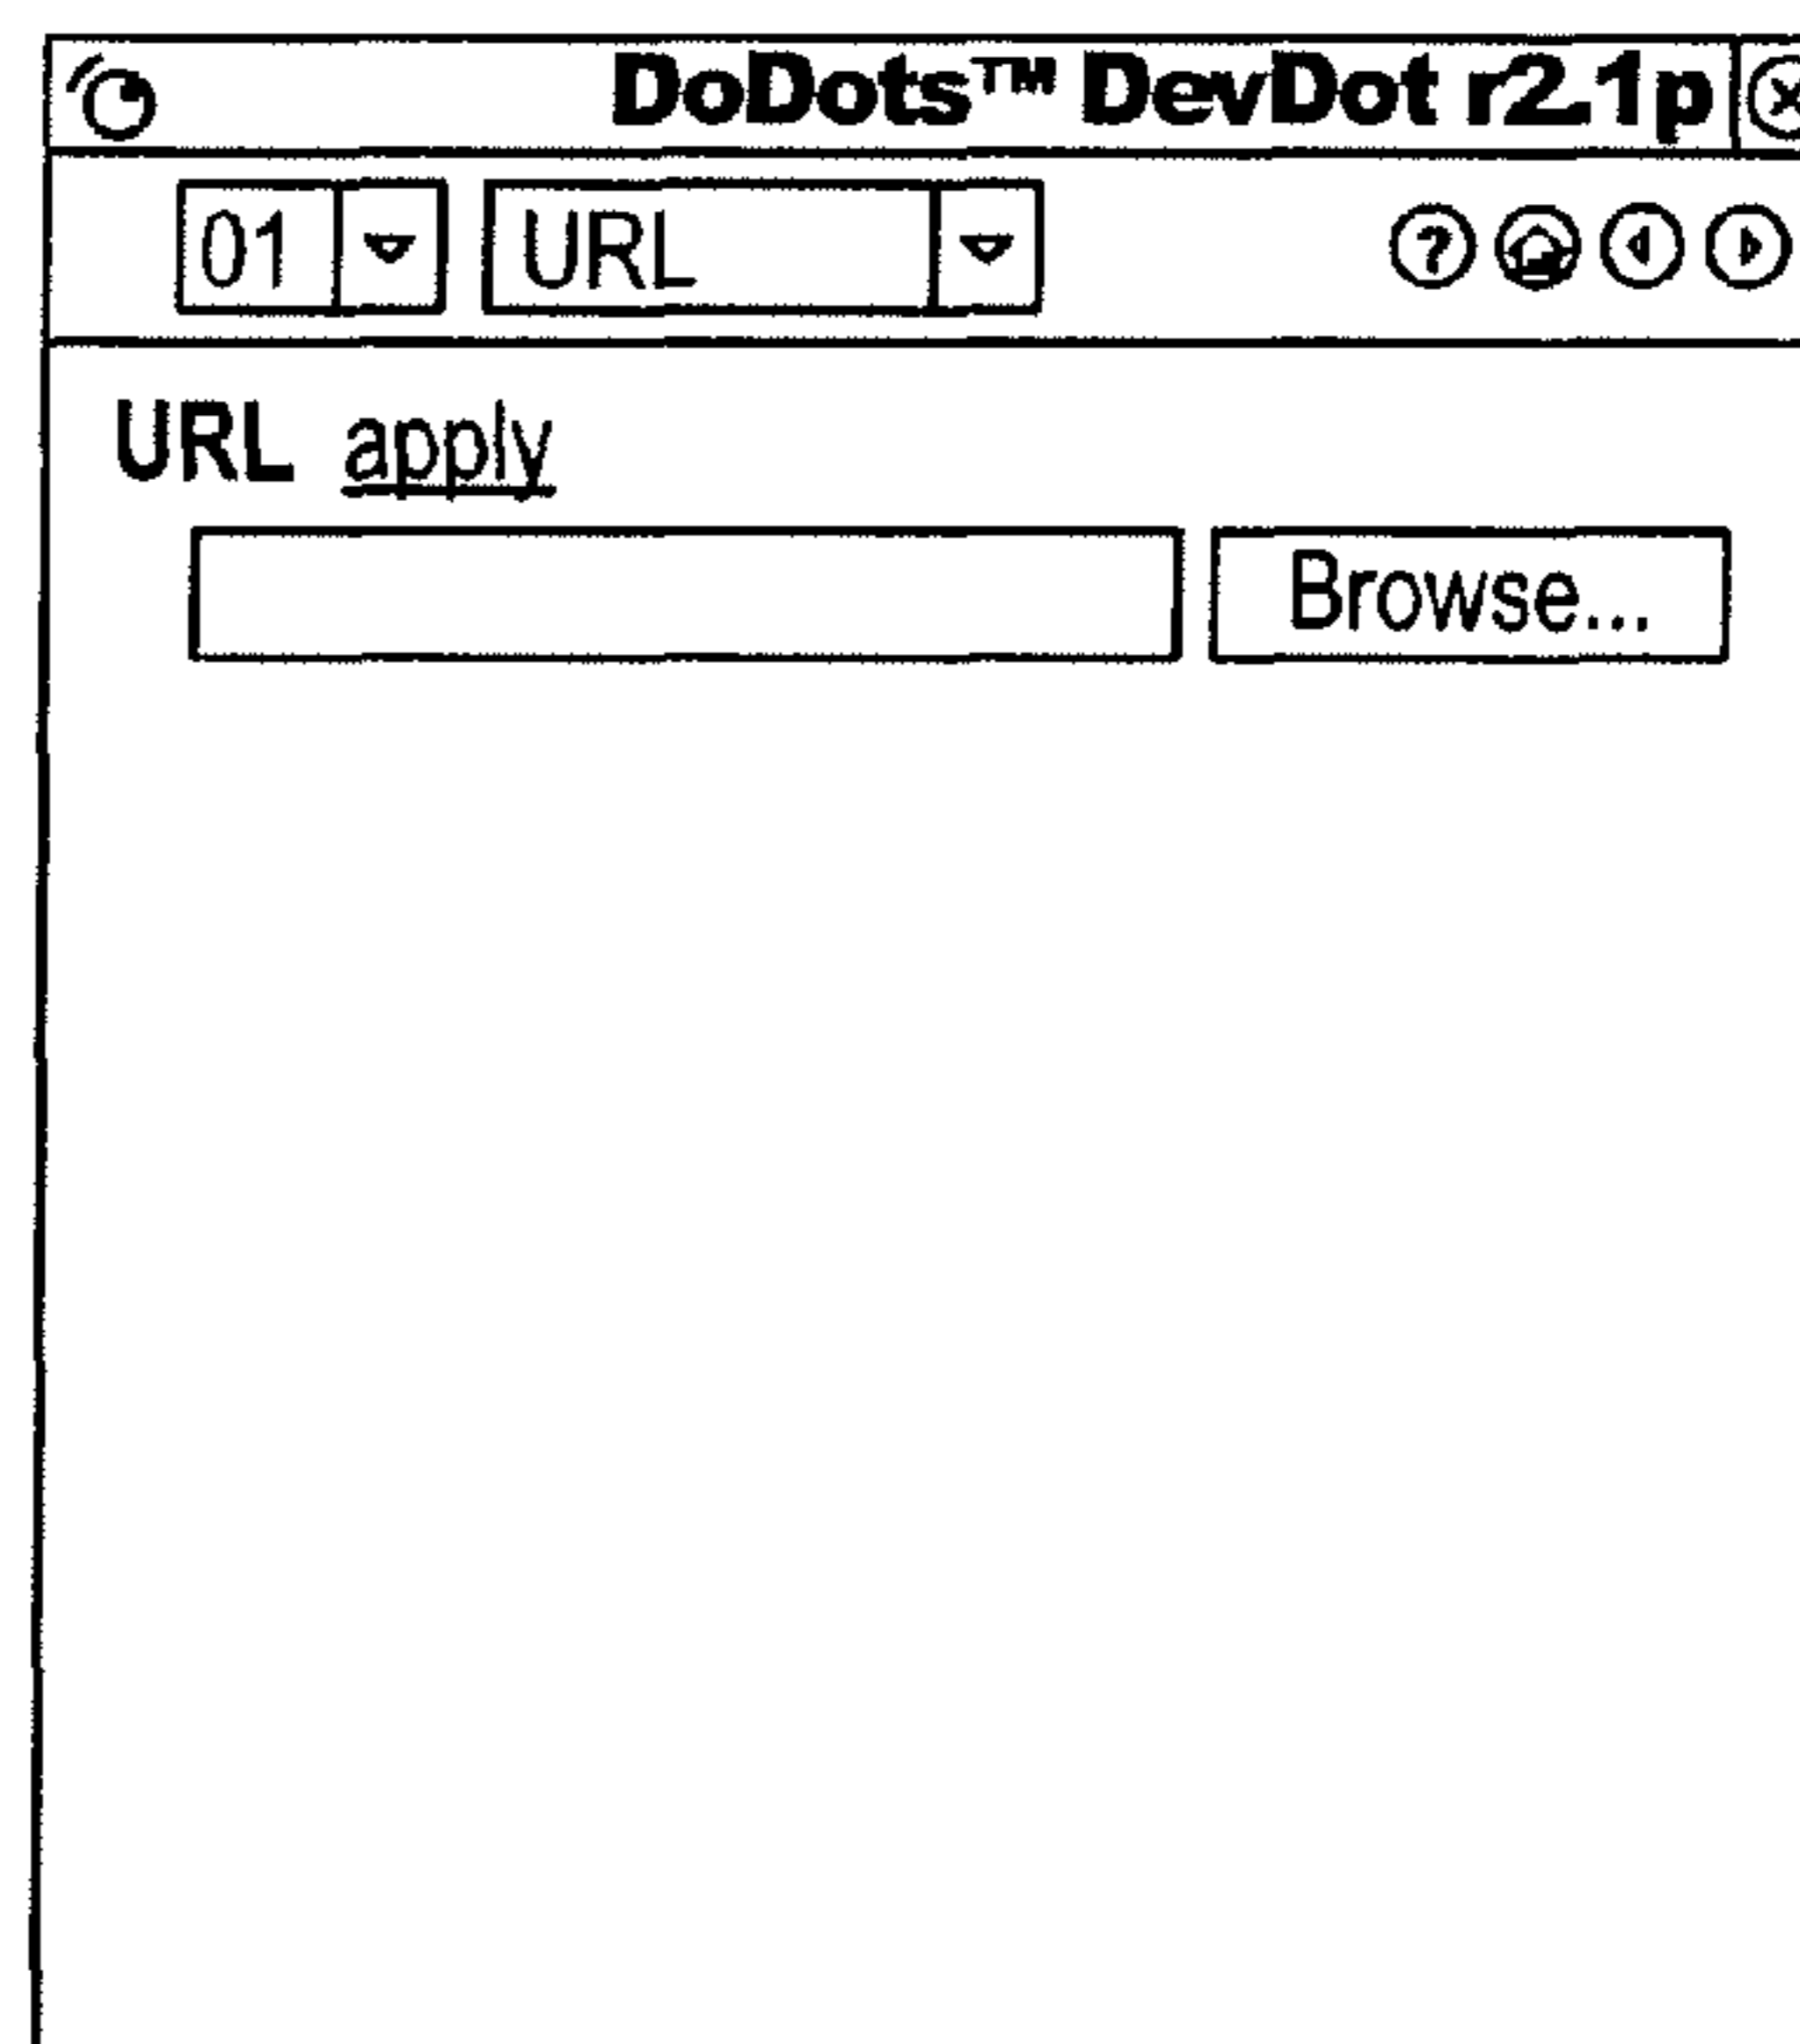 DoDots™ DevDot r2.1p
01 URL
?
URL apply
Browse...